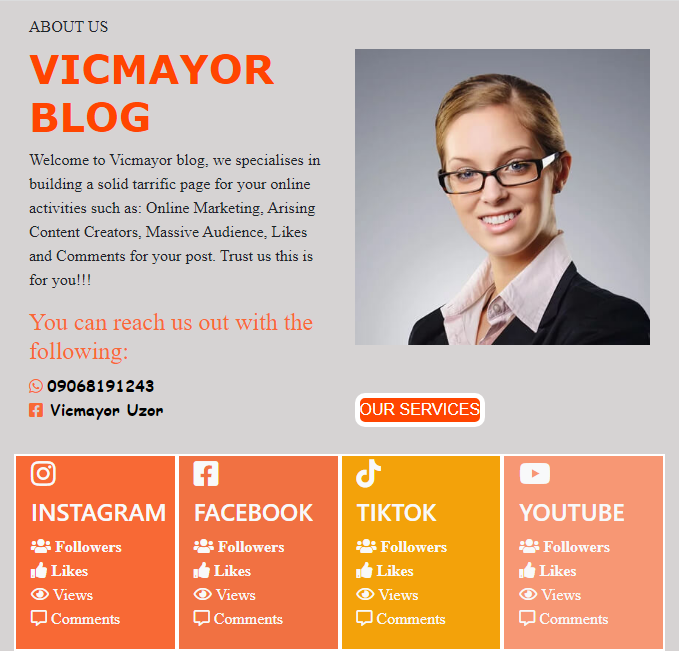 ABOUT US
VICMAYOR
BLOG
Welcome to Vicmayor blog, we specialises in
building a solid tarrific page for your online
activities such as: Online Marketing, Arising
Content Creators, Massive Audience, Likes
and Comments for your post. Trust us this is
for you!!!
You can reach us out with the
following:
09068191243
Vicmayor Uzor
OUR SERVICES
INSTAGRAM
Followers
Likes
Views
Comments
FACEBOOK
Followers
Likes
Views
Comments
TIKTOK
Followers
Likes
Views
Comments
YOUTUBE
Followers
Likes
Views
Comments